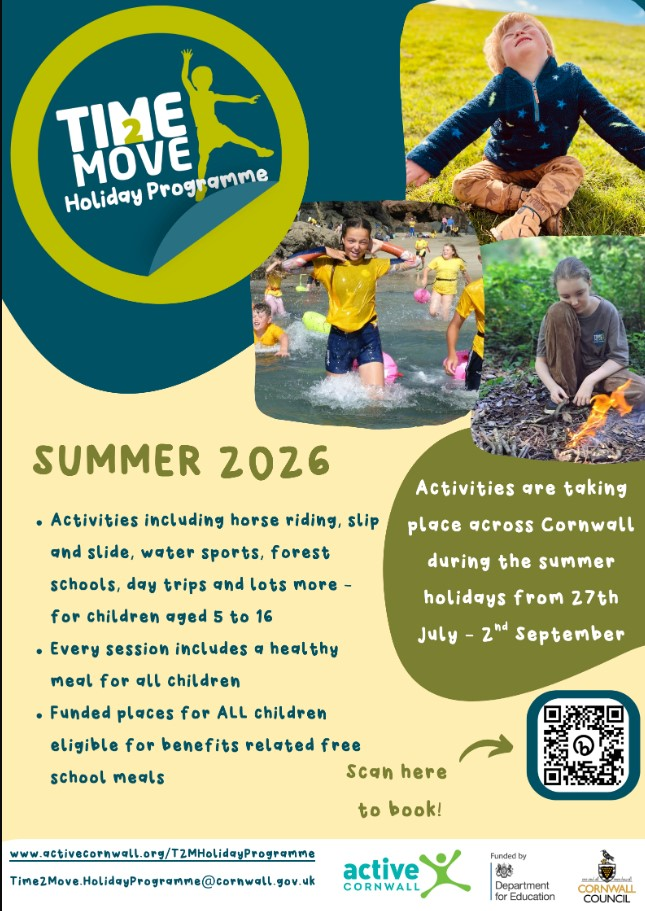 TIME
2
MOVE
Holiday Programme
SUMMER 2026
• Activities including horse riding, slip
and slide, water sports, forest
schools, day trips and lots more –
for children aged 5 to 16
• Every session includes a healthy
meal for all children
• Funded places for ALL children
eligible for benefits related free
school meals
Activities are taking
place across Cornwall
during the summer
holidays from 27th
July – 2nd September
Scan here
to book!
www.activecornwall.org/T2MHolidayProgramme
Time2Move.HolidayProgramme@cornwall.gov.uk
active
CORNWALL
Funded by
Department
for Education
CORNWALL
COUNCIL